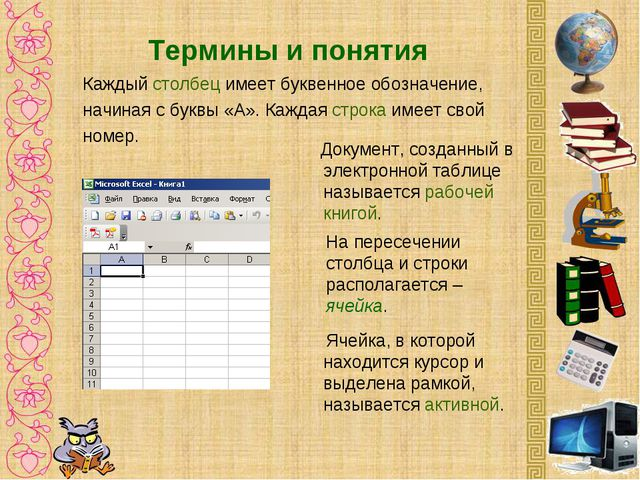 Термины и понятия
Каждый столбец имеет буквенное обозначение,
начиная с буквы «А». Каждая строка имеет свой
номер.
Документ, созданный в
электронной таблице
называется рабочей
книгой.
На пересечении
столбца и строки
располагается –
ячейка.
Ячейка, в которой
находится курсор и
выделена рамкой,
называется активной.
Microsoft Excel - Книга1
Файл Правка Вид Вставка Формат
A1 fx
A B C D
1
2
3
4
5
6
7
8
9
10
11